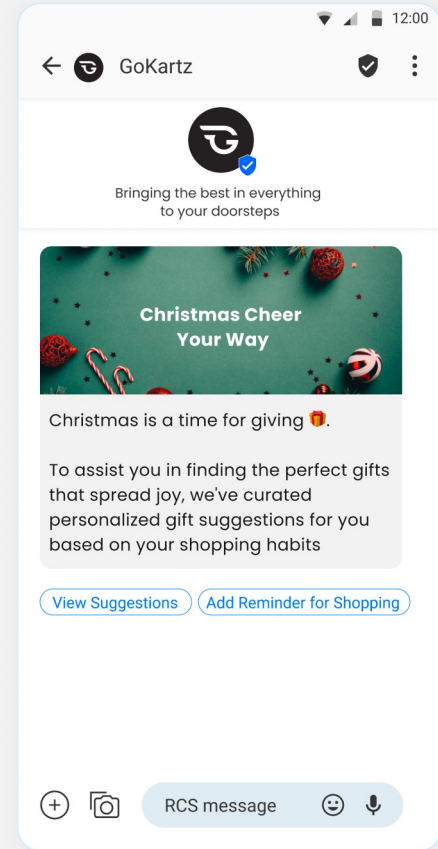 12:00
GoKartz
Bringing the best in everything
to your doorsteps
Christmas Cheer
Your Way
Christmas is a time for giving 🎁.
To assist you in finding the perfect gifts
that spread joy, we've curated
personalized gift suggestions for you
based on your shopping habits
View Suggestions
Add Reminder for Shopping
RCS message